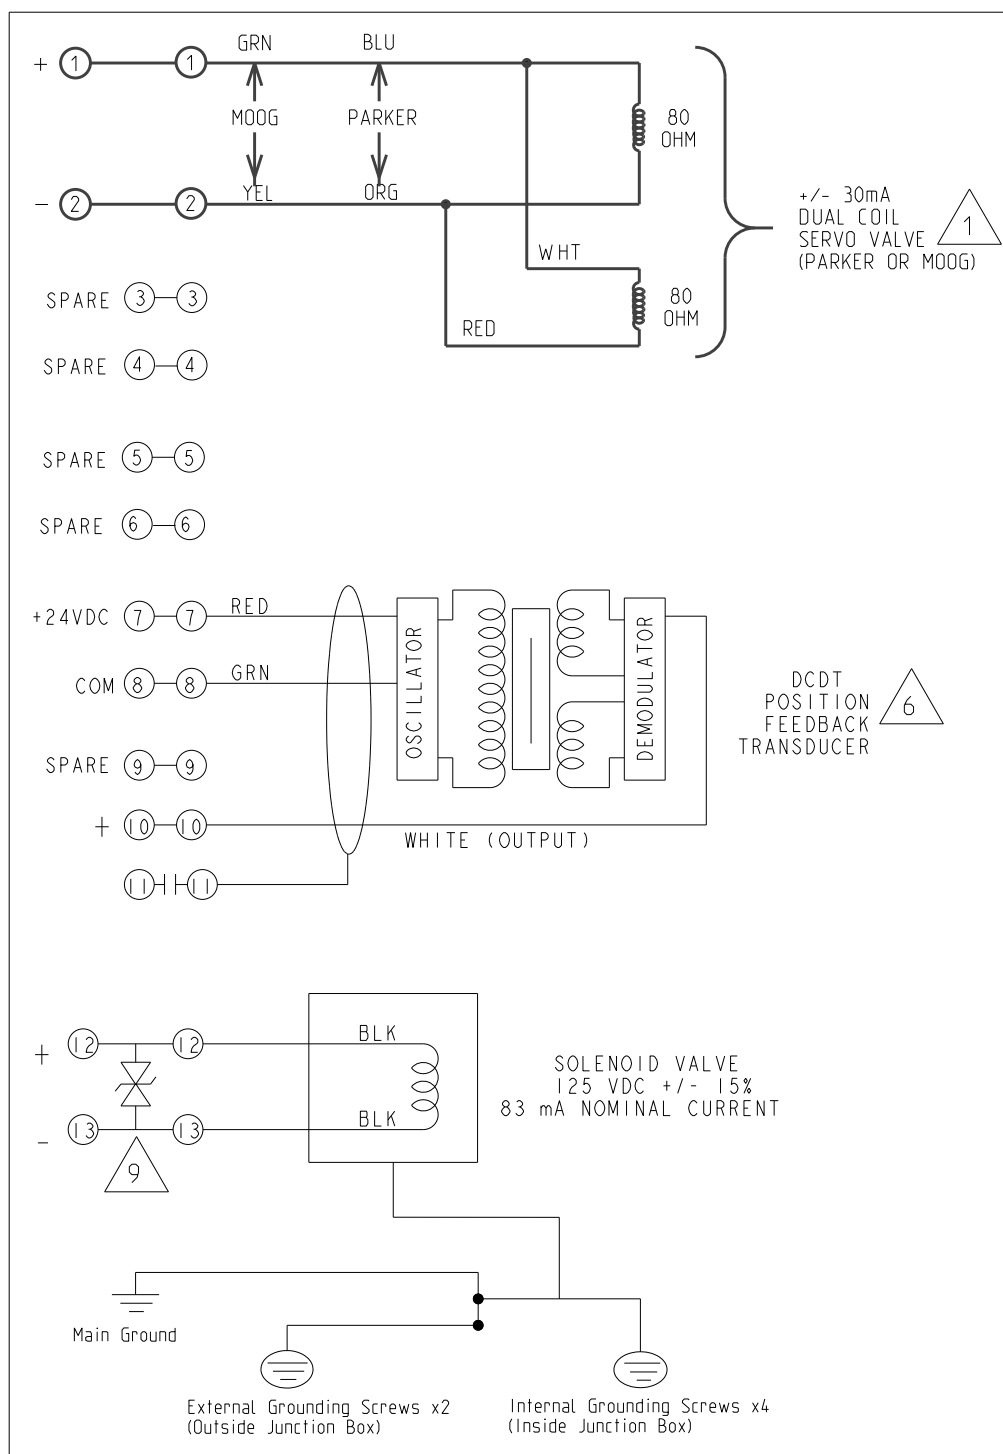 GRN BLU
+ 1 1
MOOG PARKER 80
OHM
YEL ORG
- 2 2
+/- 30mA
DUAL COIL
SERVO VALVE 1
(PARKER OR MOOG)
WHT
SPARE 3 3
80
OHM
RED
SPARE 4 4
SPARE 5 5
SPARE 6 6
+24VDC 7 7 RED
OSCILLATOR
DEMODULATOR
COM 8 8 GRN
DCDT
POSITION
FEEDBACK
TRANSDUCER
6
SPARE 9 9
+ 10 10
WHITE (OUTPUT)
11 11
+ 12 12 BLK
SOLENOID VALVE
125 VDC +/- 15%
83 mA NOMINAL CURRENT
- 13 13 BLK
9
Main Ground
External Grounding Screws x2
(Outside Junction Box)
Internal Grounding Screws x4
(Inside Junction Box)